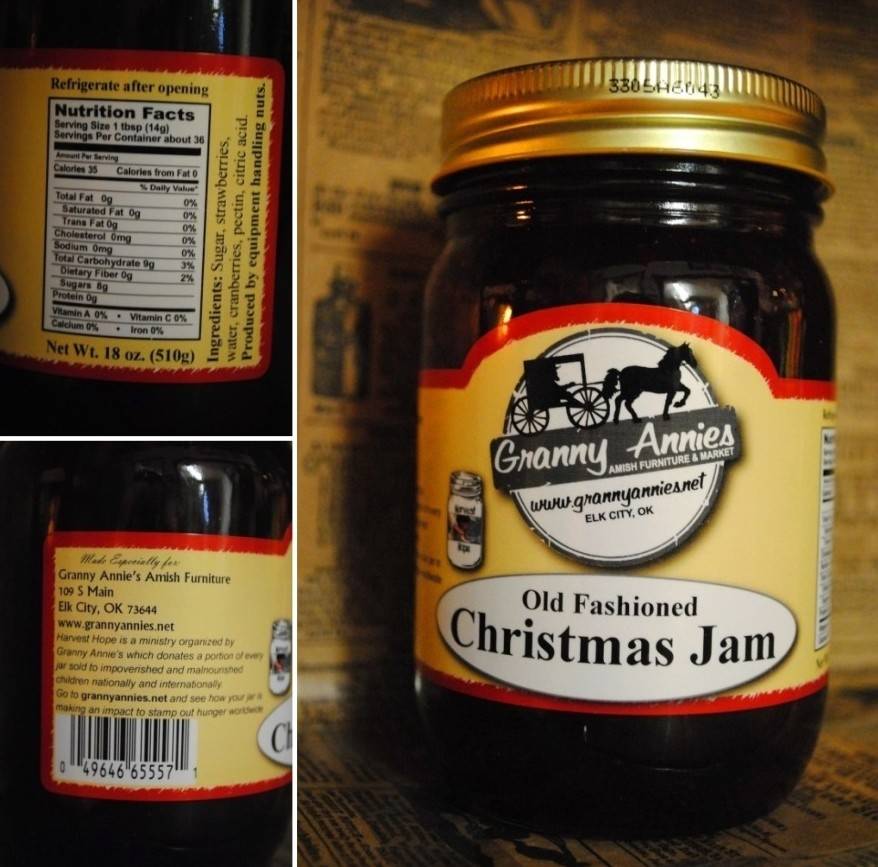 Refrigerate after opening
Nutrition Facts
Serving Size 1 tbsp (14g)
Servings Per Container about 36
Amount Per Serving
Calories 35 Calories from Fat 0
% Daily Value*
Total Fat 0g 0%
Saturated Fat 0g 0%
Trans Fat 0g 0%
Cholesterol 0mg 0%
Sodium 0mg 0%
Total Carbohydrate 9g 3%
Dietary Fiber 0g 2%
Sugars 8g
Protein 0g
Vitamin A 0% • Vitamin C 0%
Calcium 0% • Iron 0%
Net Wt. 18 oz. (510g)
Ingredients: Sugar, strawberries,
water, cranberries, pectin, citric acid.
Produced by equipment handling nuts.
Made Especially for
Granny Annie's Amish Furniture
109 S Main
Elk City, OK 73644
www.grannyannies.net
Harvest Hope is a ministry organized by
Granny Annie's which donates a portion of every
jar sold to impoverished and malnourished
children nationally and internationally.
Go to grannyannies.net and see how your jar is
making an impact to stamp out hunger worldwide
0 49646 65557 1
Ch
3305A6043
Granny Annies
AMISH FURNITURE & MARKET
www.grannyannies.net
ELK CITY, OK
Harvest
Hope
Old Fashioned
Christmas Jam